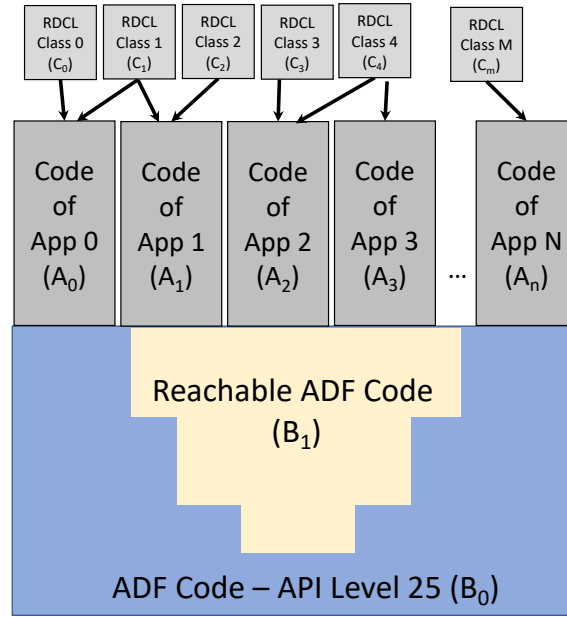 RDCL
Class 0
(C₀)
RDCL
Class 1
(C₁)
RDCL
Class 2
(C₂)
RDCL
Class 3
(C₃)
RDCL
Class 4
(C₄)
RDCL
Class M
(Cₘ)
Code
of
App 0
(A₀)
Code
of
App 1
(A₁)
Code
of
App 2
(A₂)
Code
of
App 3
(A₃)
...
Code
of
App N
(Aₙ)
Reachable ADF Code
(B₁)
ADF Code – API Level 25 (B₀)